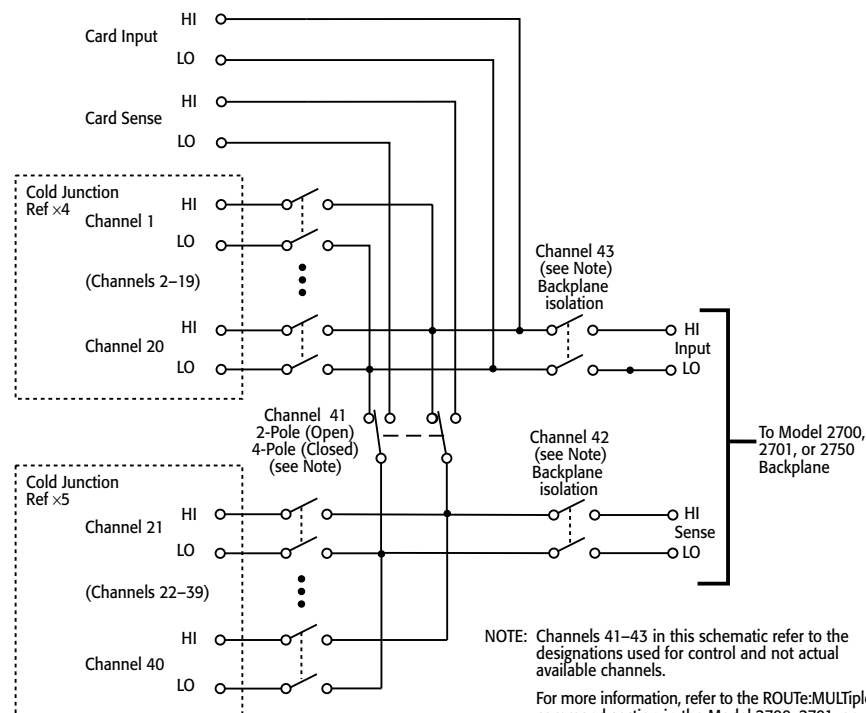 Card Input
HI
LO
Card Sense
HI
LO
Cold Junction
Ref ×4
Channel 1
HI
LO
(Channels 2–19)
Channel 20
HI
LO
Channel 43
(see Note)
Backplane
isolation
HI
Input
LO
Channel 41
2-Pole (Open)
4-Pole (Closed)
(see Note)
To Model 2700,
2701, or 2750
Backplane
Cold Junction
Ref ×5
Channel 21
HI
LO
(Channels 22–39)
Channel 40
HI
LO
Channel 42
(see Note)
Backplane
isolation
HI
Sense
LO
NOTE: Channels 41–43 in this schematic refer to the
designations used for control and not actual
available channels.
For more information, refer to the ROUTe:MULTiple